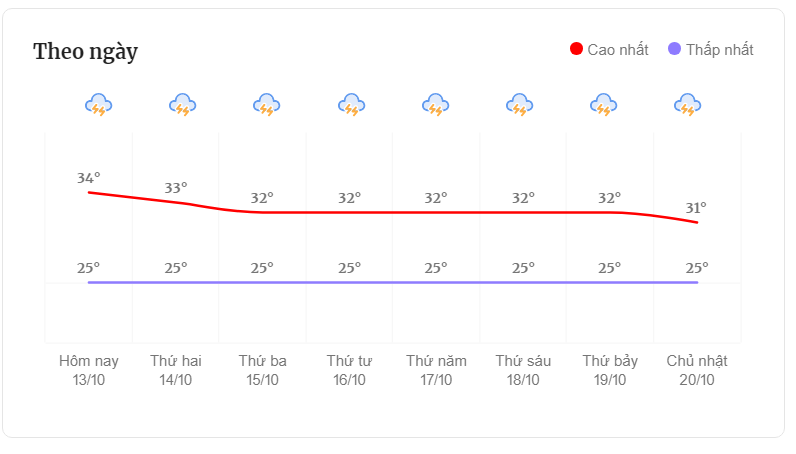 Theo ngày
Cao nhất Thấp nhất
34° 33° 32° 32° 32° 32° 32° 31°
25° 25° 25° 25° 25° 25° 25° 25°
Hôm nay Thứ hai Thứ ba Thứ tư Thứ năm Thứ sáu Thứ bảy Chủ nhật
13/10 14/10 15/10 16/10 17/10 18/10 19/10 20/10